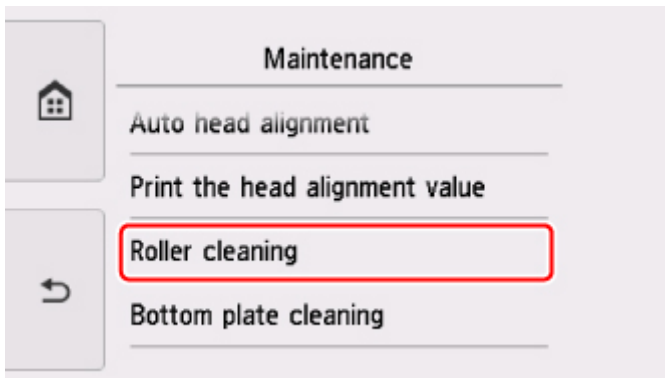 Maintenance
Auto head alignment
Print the head alignment value
Roller cleaning
Bottom plate cleaning